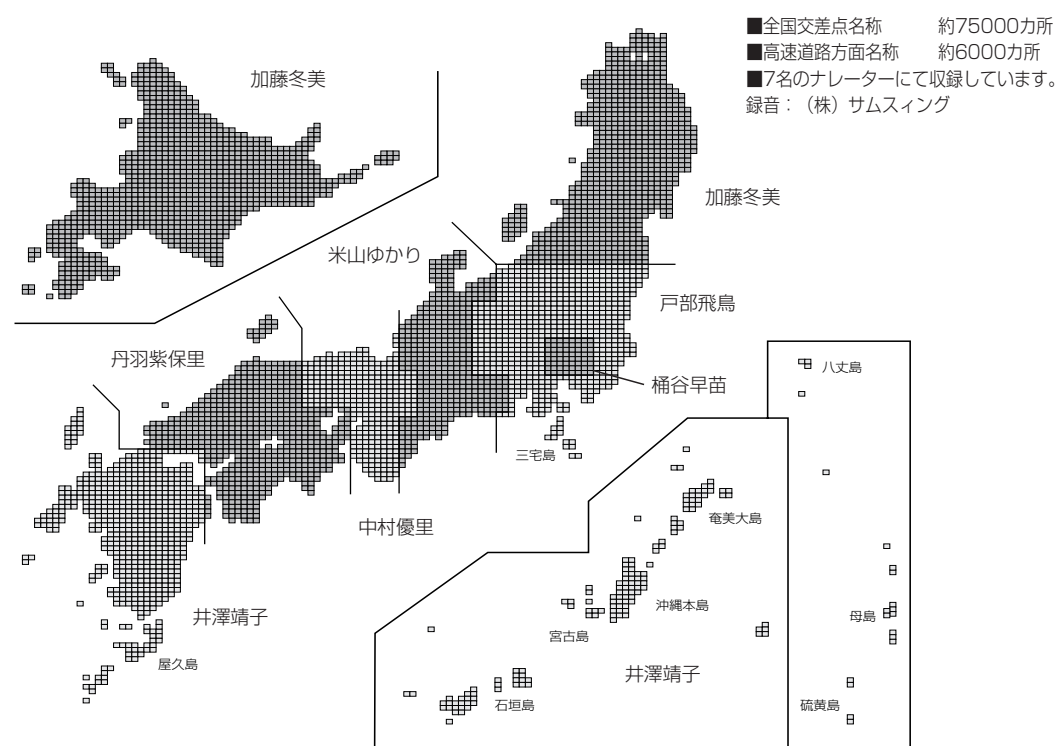 ■全国交差点名称　約75000カ所
■高速道路方面名称　約6000カ所
■7名のナレーターにて収録しています。
録音：（株）サムスィング
加藤冬美
加藤冬美
米山ゆかり
戸部飛鳥
丹羽紫保里
桶谷早苗
八丈島
三宅島
中村優里
奄美大島
沖縄本島
井澤靖子
宮古島
母島
屋久島
井澤靖子
石垣島
硫黄島